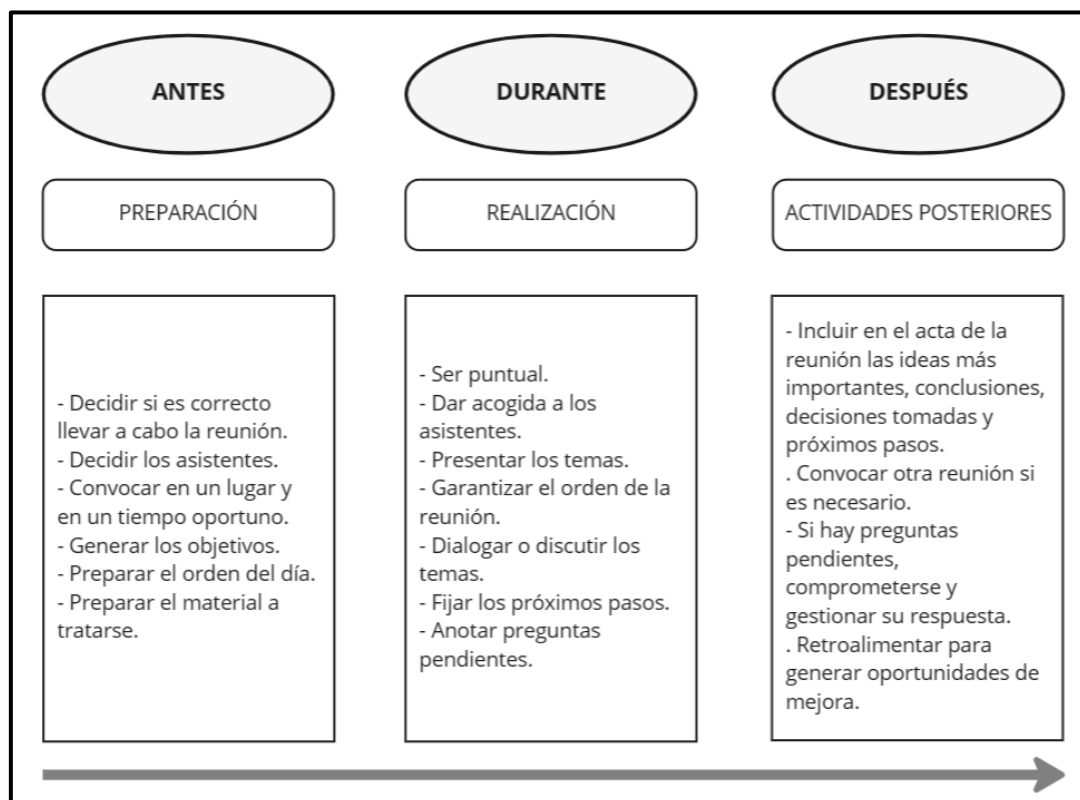 ANTES
PREPARACIÓN
- Decidir si es correcto
llevar a cabo la reunión.
- Decidir los asistentes.
- Convocar en un lugar y
en un tiempo oportuno.
- Generar los objetivos.
- Preparar el orden del día.
- Preparar el material a
tratarse.
DURANTE
REALIZACIÓN
- Ser puntual.
- Dar acogida a los
asistentes.
- Presentar los temas.
- Garantizar el orden de la
reunión.
- Dialogar o discutir los
temas.
- Fijar los próximos pasos.
- Anotar preguntas
pendientes.
DESPUÉS
ACTIVIDADES POSTERIORES
- Incluir en el acta de la
reunión las ideas más
importantes, conclusiones,
decisiones tomadas y
próximos pasos.
. Convocar otra reunión si
es necesario.
- Si hay preguntas
pendientes,
comprometerse y
gestionar su respuesta.
. Retroalimentar para
generar oportunidades de
mejora.